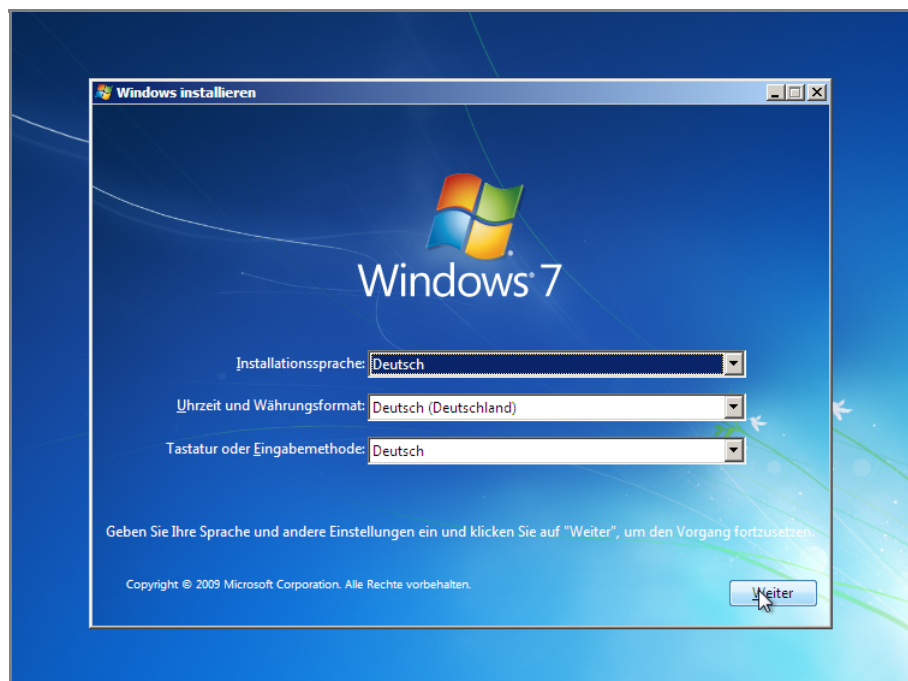 Windows installieren
Windows 7
Installationssprache: Deutsch
Uhrzeit und Währungsformat: Deutsch (Deutschland)
Tastatur oder Eingabemethode: Deutsch
Geben Sie Ihre Sprache und andere Einstellungen ein und klicken Sie auf "Weiter", um den Vorgang fortzusetzen.
Copyright © 2009 Microsoft Corporation. Alle Rechte vorbehalten.
Weiter